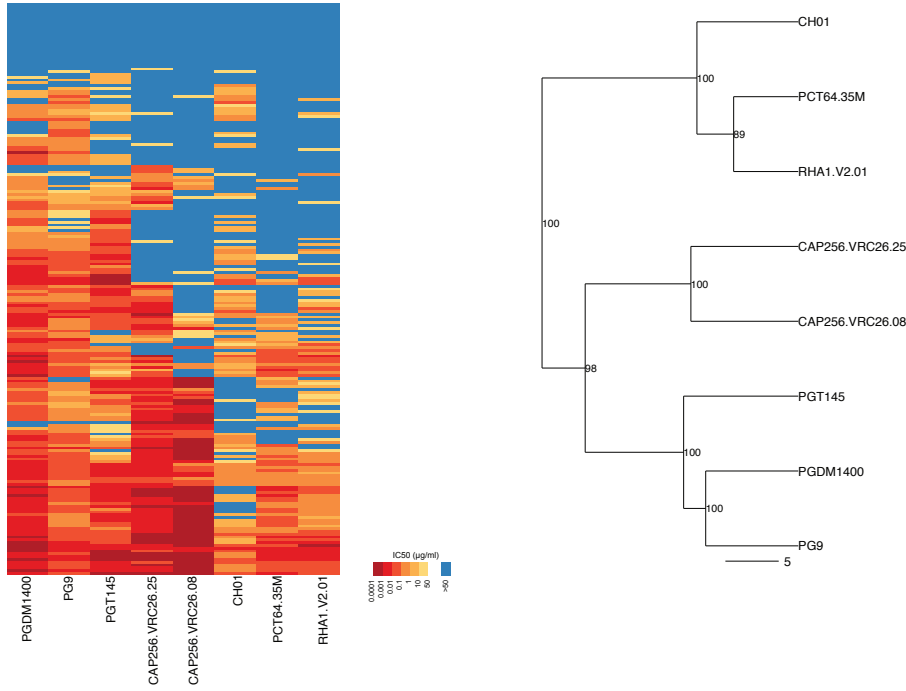 PGDM1400
PG9
PGT145
CAP256.VRC26.25
CAP256.VRC26.08
CH01
PCT64.35M
RHA1.V2.01
IC50 (μg/ml)
0.0001
0.001
0.01
0.1
1
10
50
>50
CH01
100
PCT64.35M
89
RHA1.V2.01
100
CAP256.VRC26.25
100
CAP256.VRC26.08
98
PGT145
100
PGDM1400
100
PG9
5